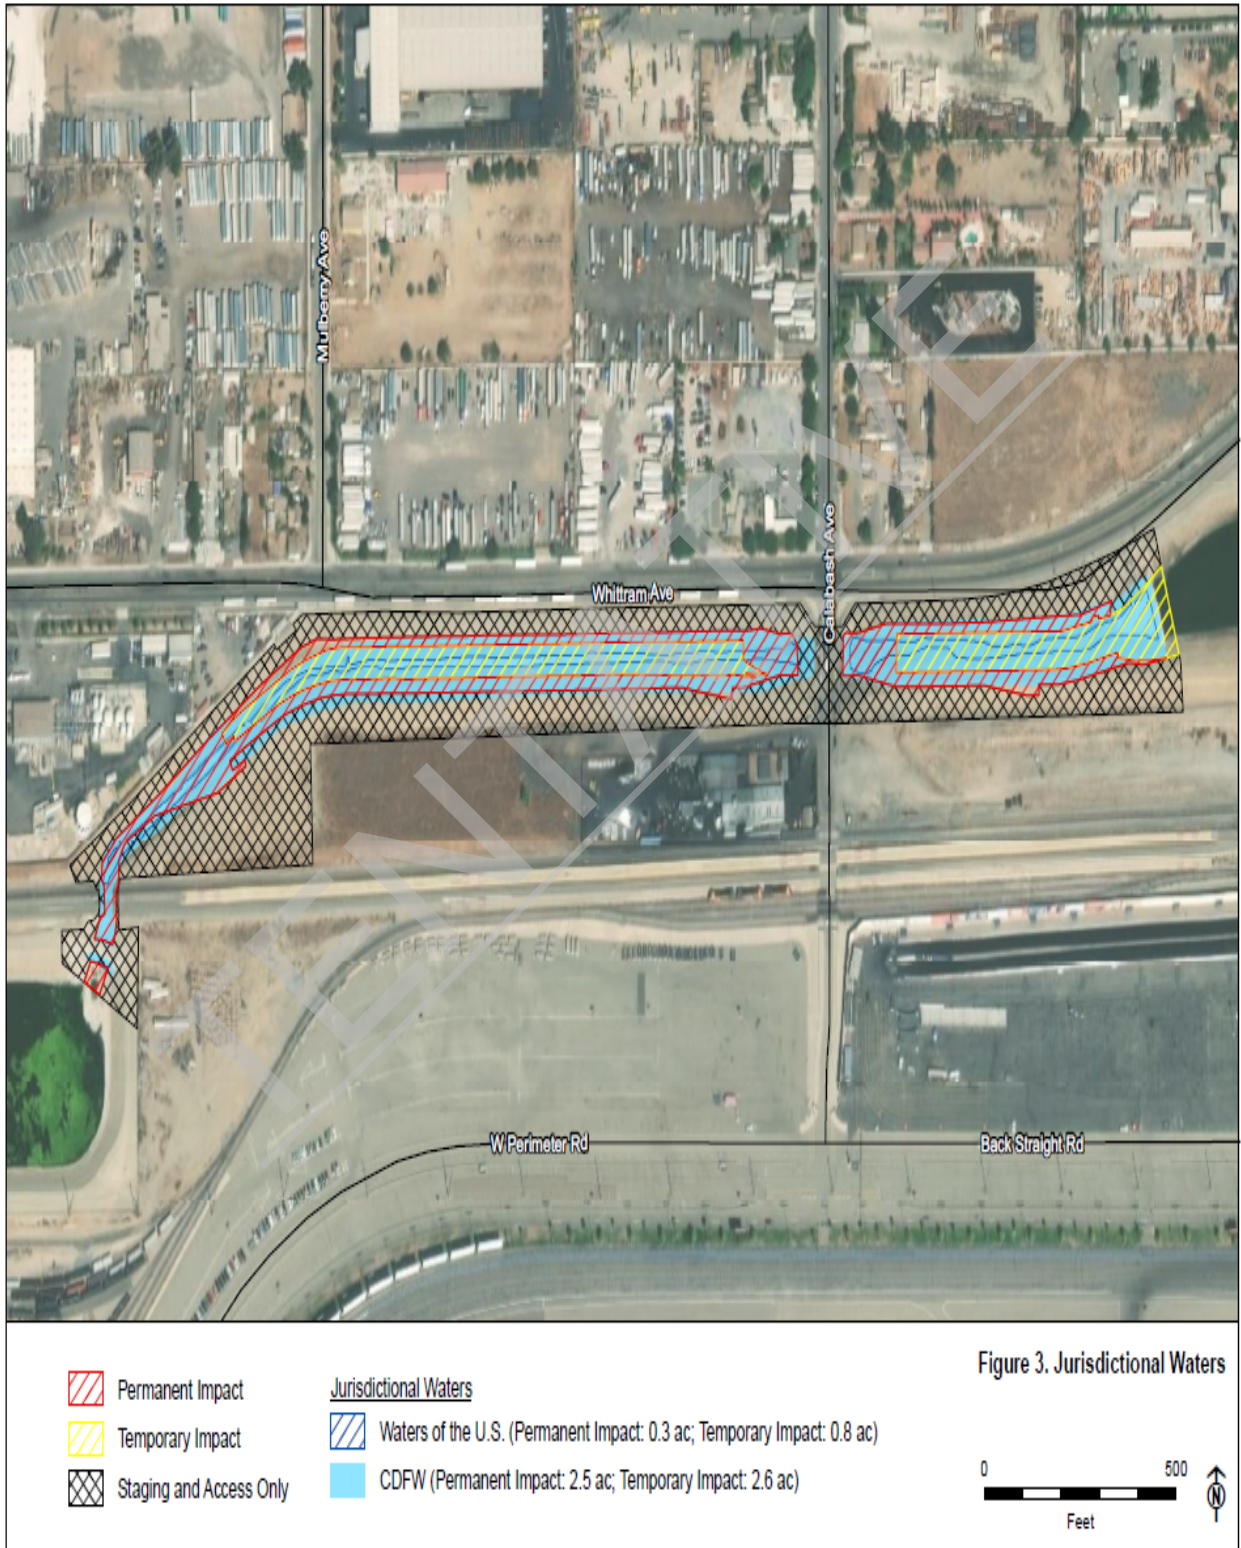 Mulberry Ave
Calabash Ave
Whittram Ave
TENTATIVE
W Perimeter Rd
Back Straight Rd
Figure 3. Jurisdictional Waters
Permanent Impact
Temporary Impact
Staging and Access Only
Jurisdictional Waters
Waters of the U.S. (Permanent Impact: 0.3 ac; Temporary Impact: 0.8 ac)
CDFW (Permanent Impact: 2.5 ac; Temporary Impact: 2.6 ac)
0 500
Feet
N